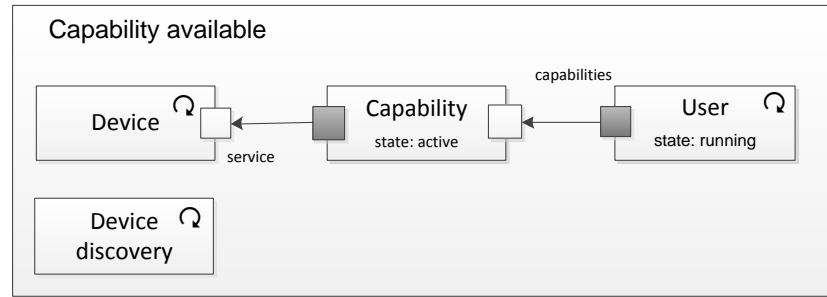 Capability available
capabilities
Device
Capability
User
state: active
state: running
service
Device
discovery